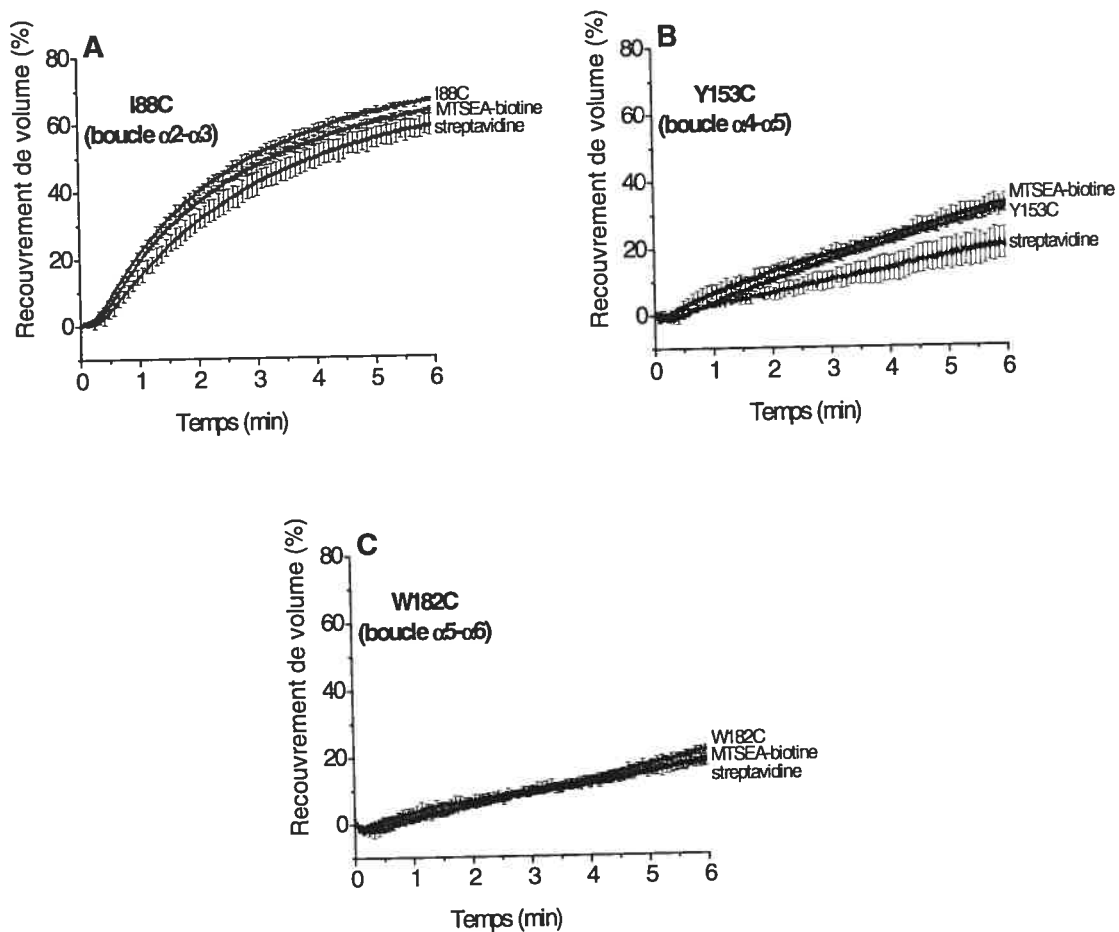 A
Recouvrement de volume (%)
80
60
40
20
0
I88C
(boucle α2-α3)
I88C
MTSEA-biotine
streptavidine
0 1 2 3 4 5 6
Temps (min)
B
Recouvrement de volume (%)
80
60
40
20
0
Y153C
(boucle α4-α5)
MTSEA-biotine
Y153C
streptavidine
0 1 2 3 4 5 6
Temps (min)
C
Recouvrement de volume (%)
80
60
40
20
0
W182C
(boucle α5-α6)
W182C
MTSEA-biotine
streptavidine
0 1 2 3 4 5 6
Temps (min)